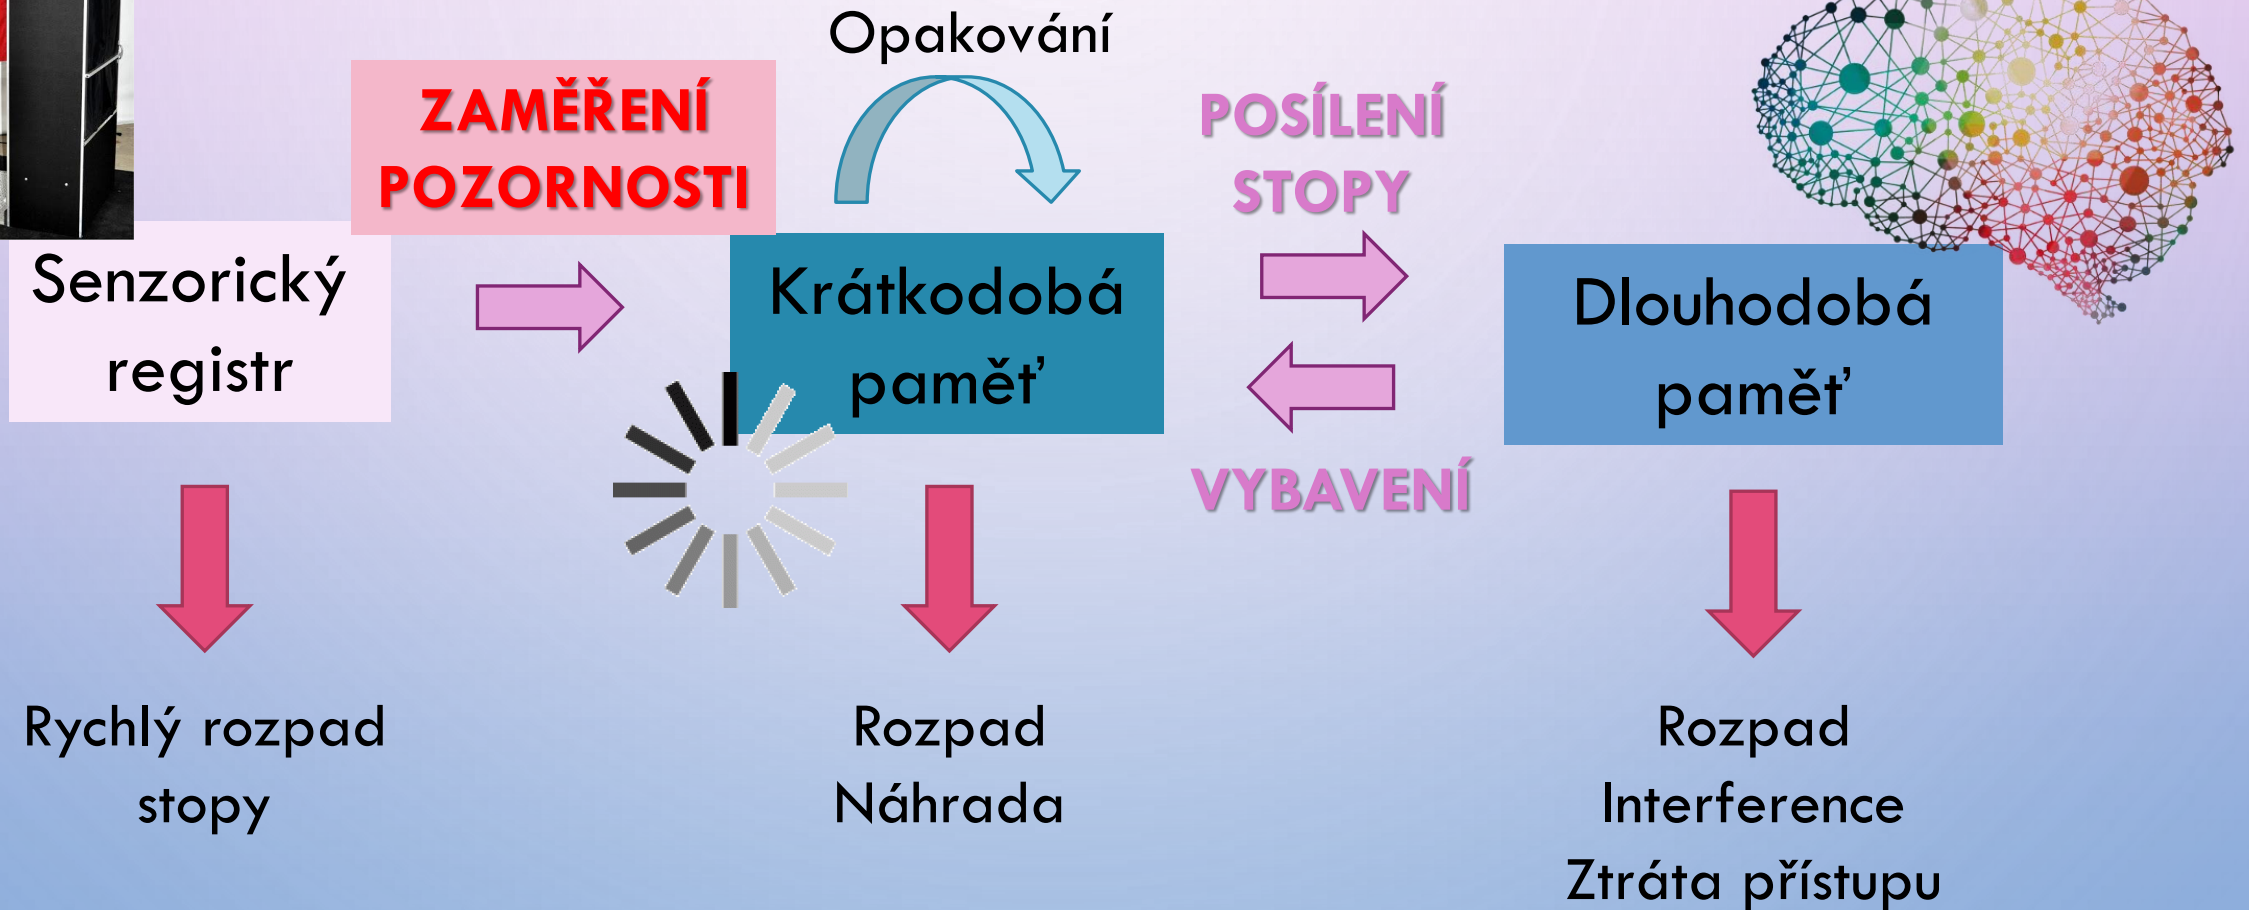 Opakování
ZAMĚŘENÍ
POZORNOSTI
POSÍLENÍ
STOPY
Senzorický
registr
Krátkodobá
paměť
Dlouhodobá
paměť
VYBAVENÍ
Rychlý rozpad
stopy
Rozpad
Náhrada
Rozpad
Interference
Ztráta přístupu